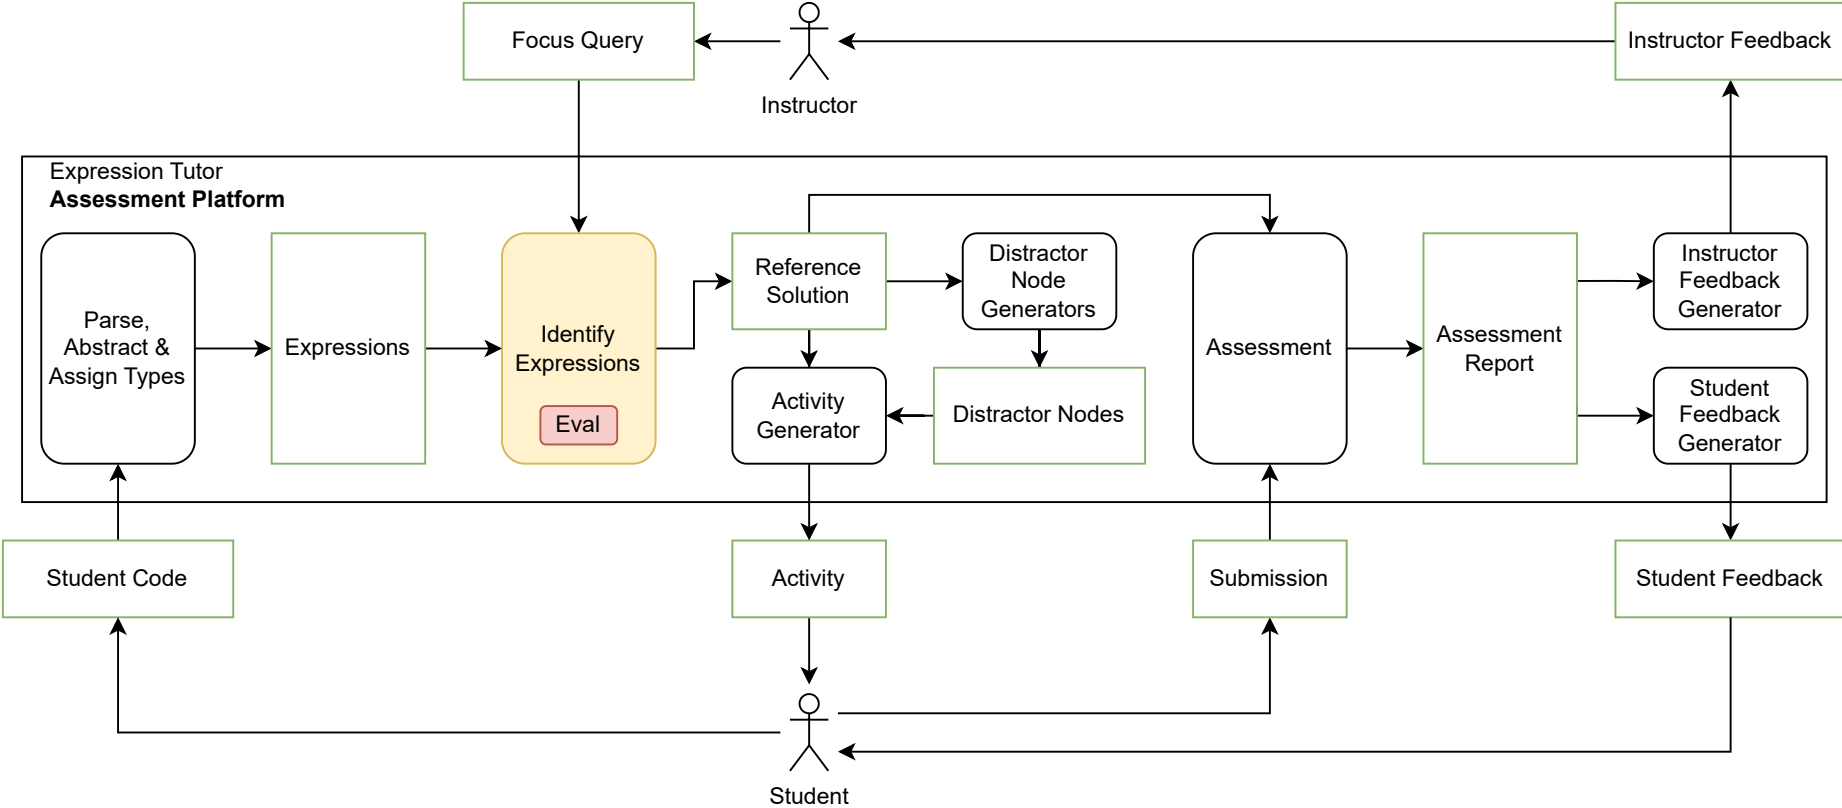 Focus Query
Instructor
Instructor Feedback
Expression Tutor
Assessment Platform
Parse,
Abstract &
Assign Types
Expressions
Identify
Expressions
Eval
Reference
Solution
Distractor
Node
Generators
Activity
Generator
Distractor Nodes
Assessment
Assessment
Report
Instructor
Feedback
Generator
Student
Feedback
Generator
Student Code
Activity
Submission
Student Feedback
Student